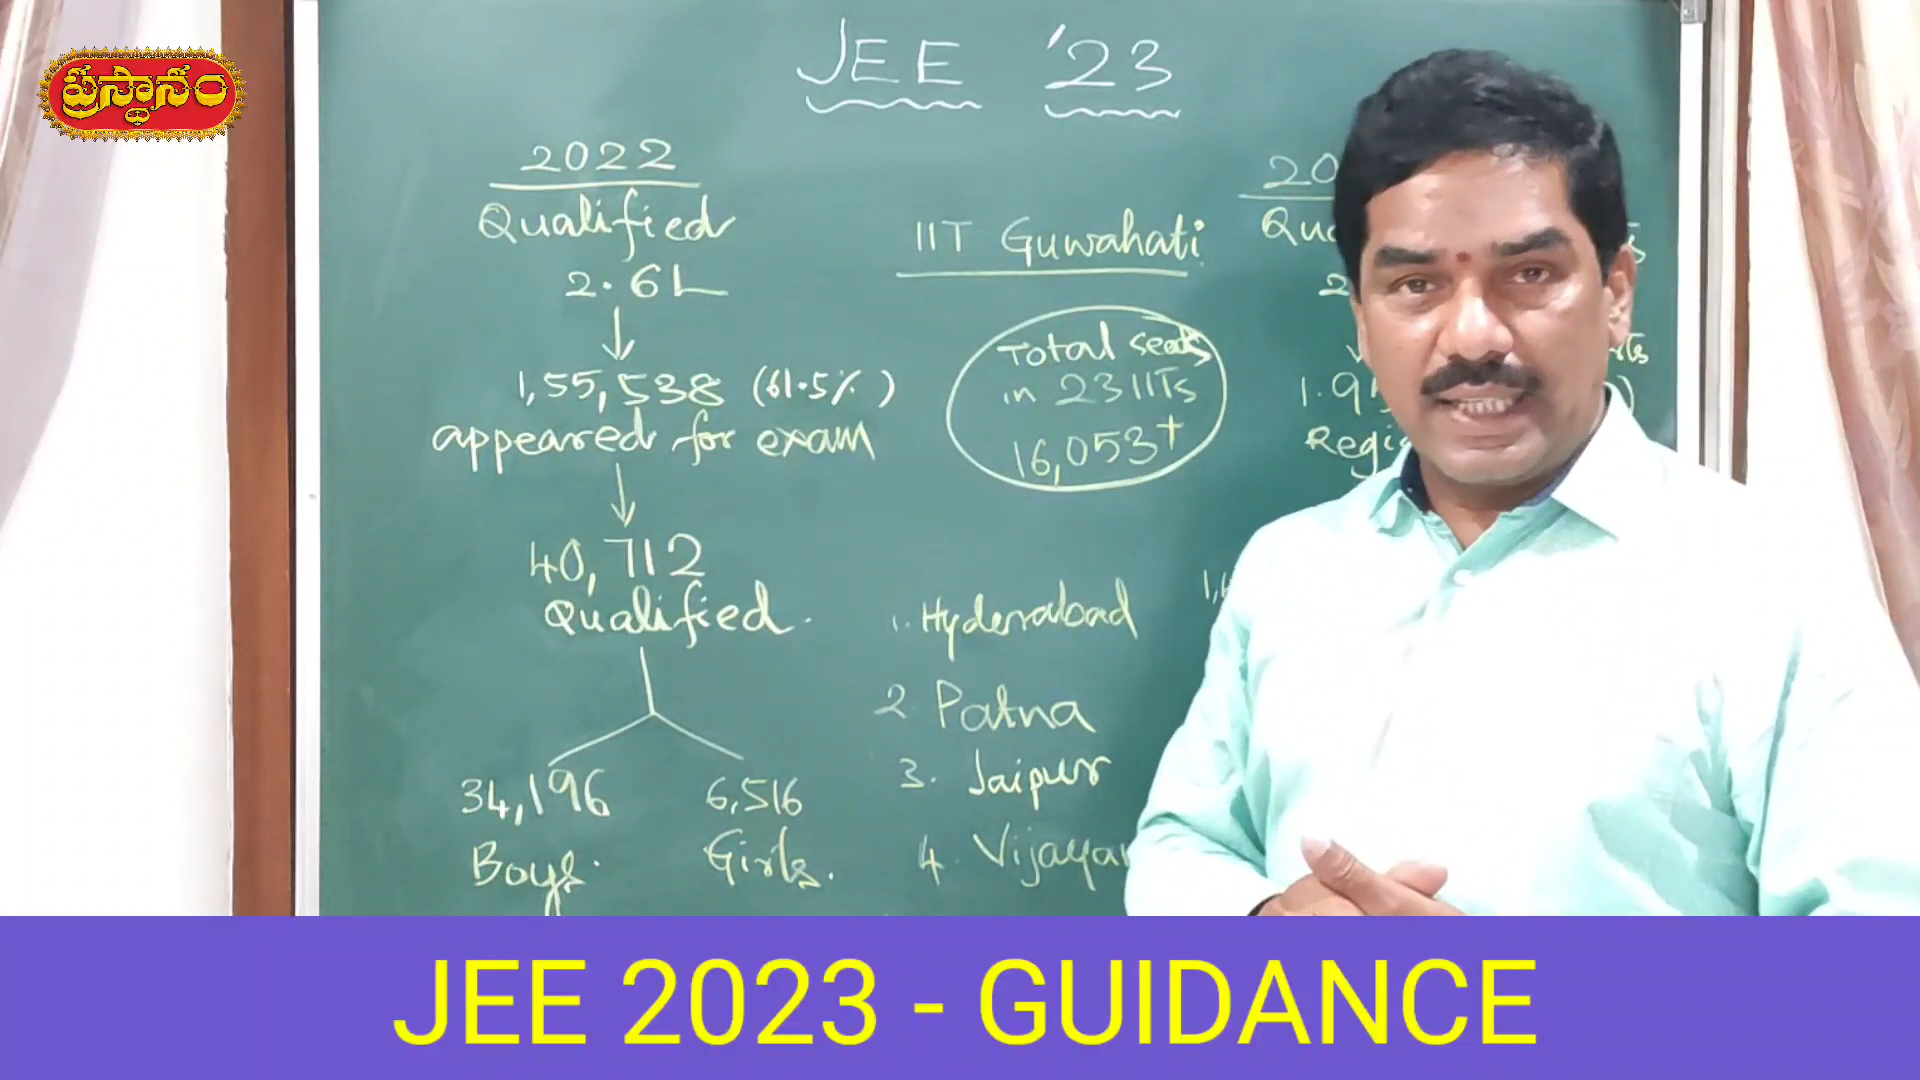 ప్రస్థానం
JEE '23
2022
Qualified
2.6L
1,55,538 (61.5%)
appeared for exam
40,712
Qualified.
34,196
Boys.
6,516
Girls.
IIT Guwahati
Total seats
in 23 IITs
16,053+
1. Hyderabad
2 Patna
3. Jaipur
4.
JEE 2023 - GUIDANCE